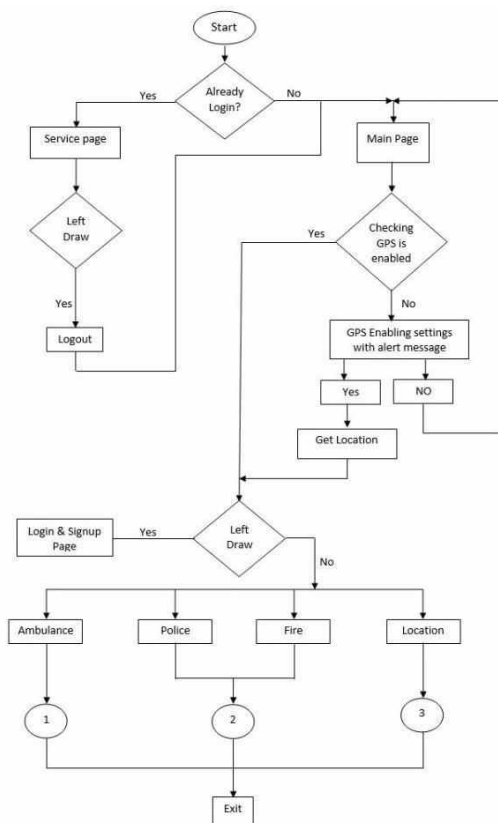 Start
Already
Login?
Yes
No
Service page
Main Page
Left
Draw
Checking
GPS is
enabled
Yes
Yes
No
Logout
GPS Enabling settings
with alert message
Yes
NO
Get Location
Login & Signup
Page
Yes
Left
Draw
No
Ambulance
Police
Fire
Location
1
2
3
Exit